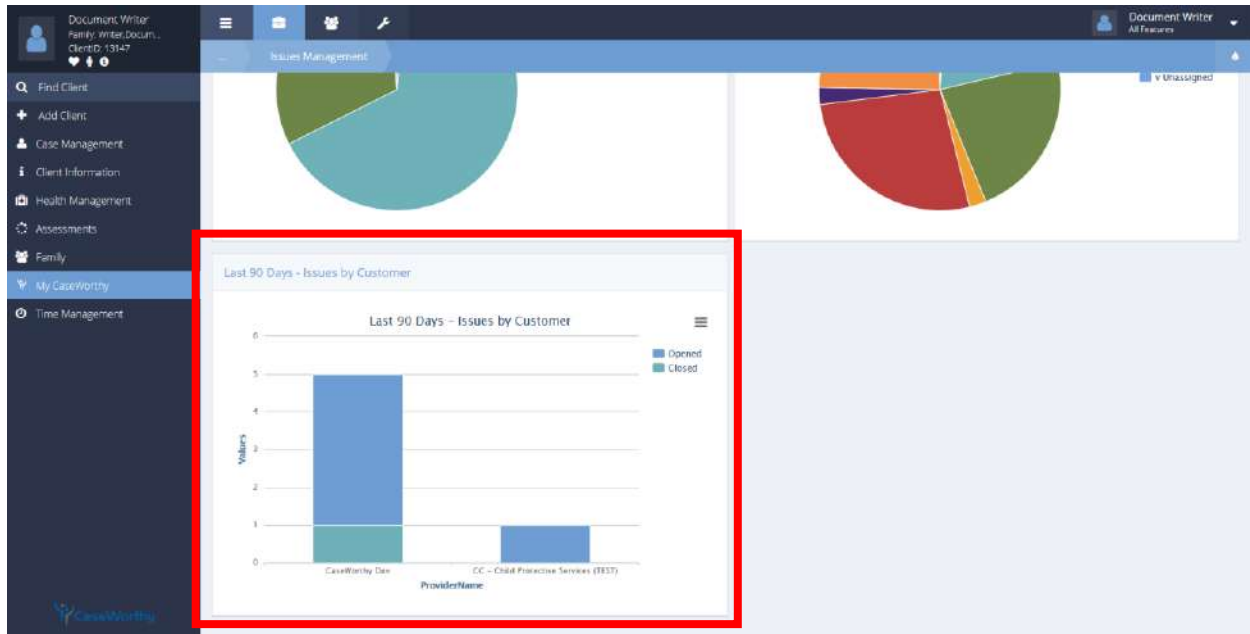 Document Writer
Family: Writer,Docum...
ClientID: 13147
Document Writer
All Features
...
Issues Management
Find Client
Add Client
Case Management
Client Information
Health Management
Assessments
Family
My CaseWorthy
Time Management
CaseWorthy
v Unassigned
Last 90 Days - Issues by Customer
Last 90 Days - Issues by Customer
Opened
Closed
6
5
4
3
2
1
0
Values
CaseWorthy Dev
CC - Child Protective Services (TEST)
ProviderName